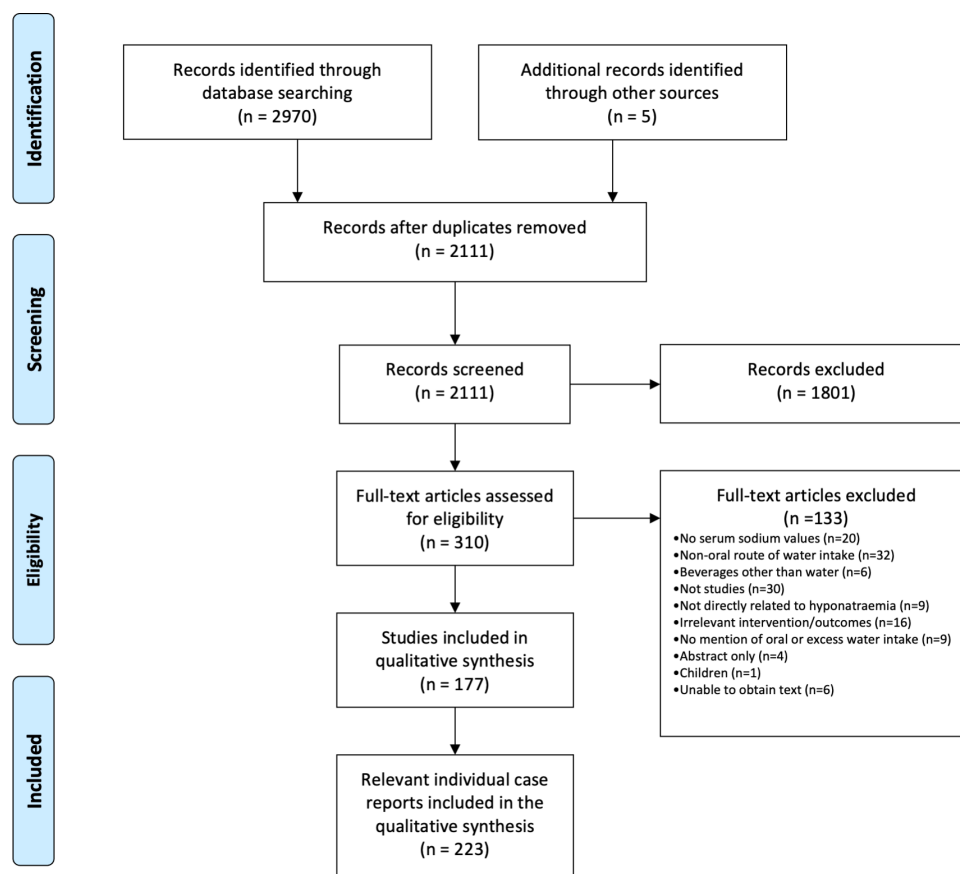 Identification
Records identified through
database searching
(n = 2970)
Additional records identified
through other sources
(n = 5)
Records after duplicates removed
(n = 2111)
Screening
Records screened
(n = 2111)
Records excluded
(n = 1801)
Eligibility
Full-text articles assessed
for eligibility
(n = 310)
Full-text articles excluded
(n =133)
•No serum sodium values (n=20)
•Non-oral route of water intake (n=32)
•Beverages other than water (n=6)
•Not studies (n=30)
•Not directly related to hyponatraemia (n=9)
•Irrelevant intervention/outcomes (n=16)
•No mention of oral or excess water intake (n=9)
•Abstract only (n=4)
•Children (n=1)
•Unable to obtain text (n=6)
Studies included in
qualitative synthesis
(n = 177)
Included
Relevant individual case
reports included in the
qualitative synthesis
(n = 223)